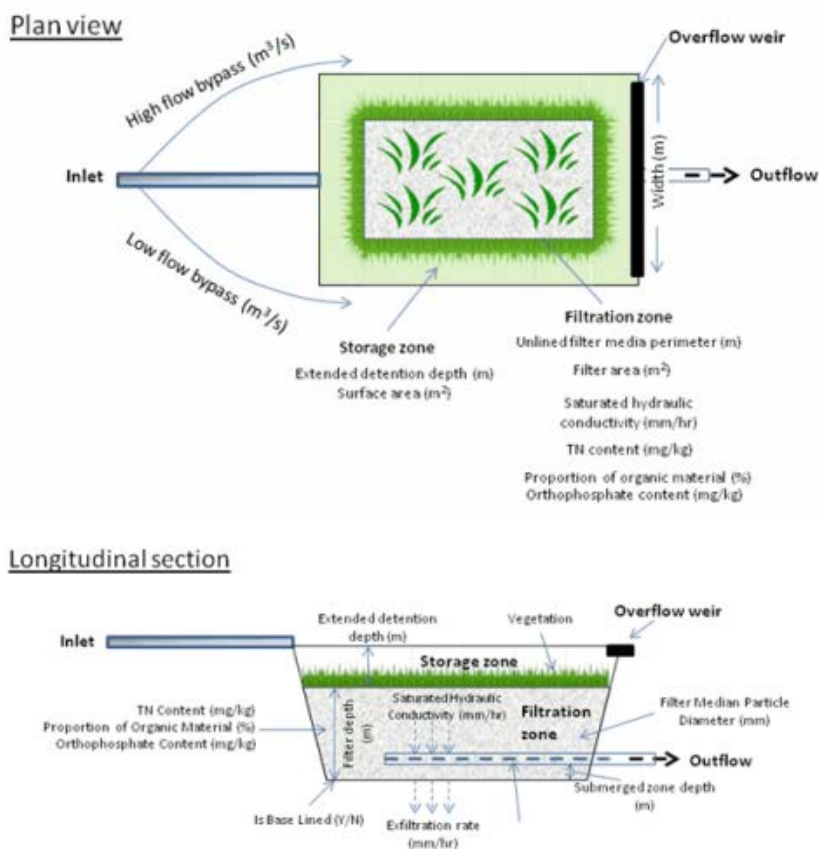 Plan view
Overflow weir
High flow bypass (m³/s)
Width (m)
Inlet
Outflow
Low flow bypass (m³/s)
Storage zone
Extended detention depth (m)
Surface area (m²)
Filtration zone
Unlined filter media perimeter (m)
Filter area (m²)
Saturated hydraulic
conductivity (mm/hr)
TN content (mg/kg)
Proportion of organic material (%)
Orthophosphate content (mg/kg)
Longitudinal section
Inlet
Extended detention
depth (m)
Vegetation
Overflow weir
Storage zone
TN Content (mg/kg)
Proportion of Organic Material (%)
Orthophosphate Content (mg/kg)
Filter depth
(m)
Saturated Hydraulic
Conductivity (mm/hr)
Filtration
zone
Filter Median Particle
Diameter (mm)
Outflow
Submerged zone depth
(m)
Is Base Lined (Y/N)
Exfiltration rate
(mm/hr)